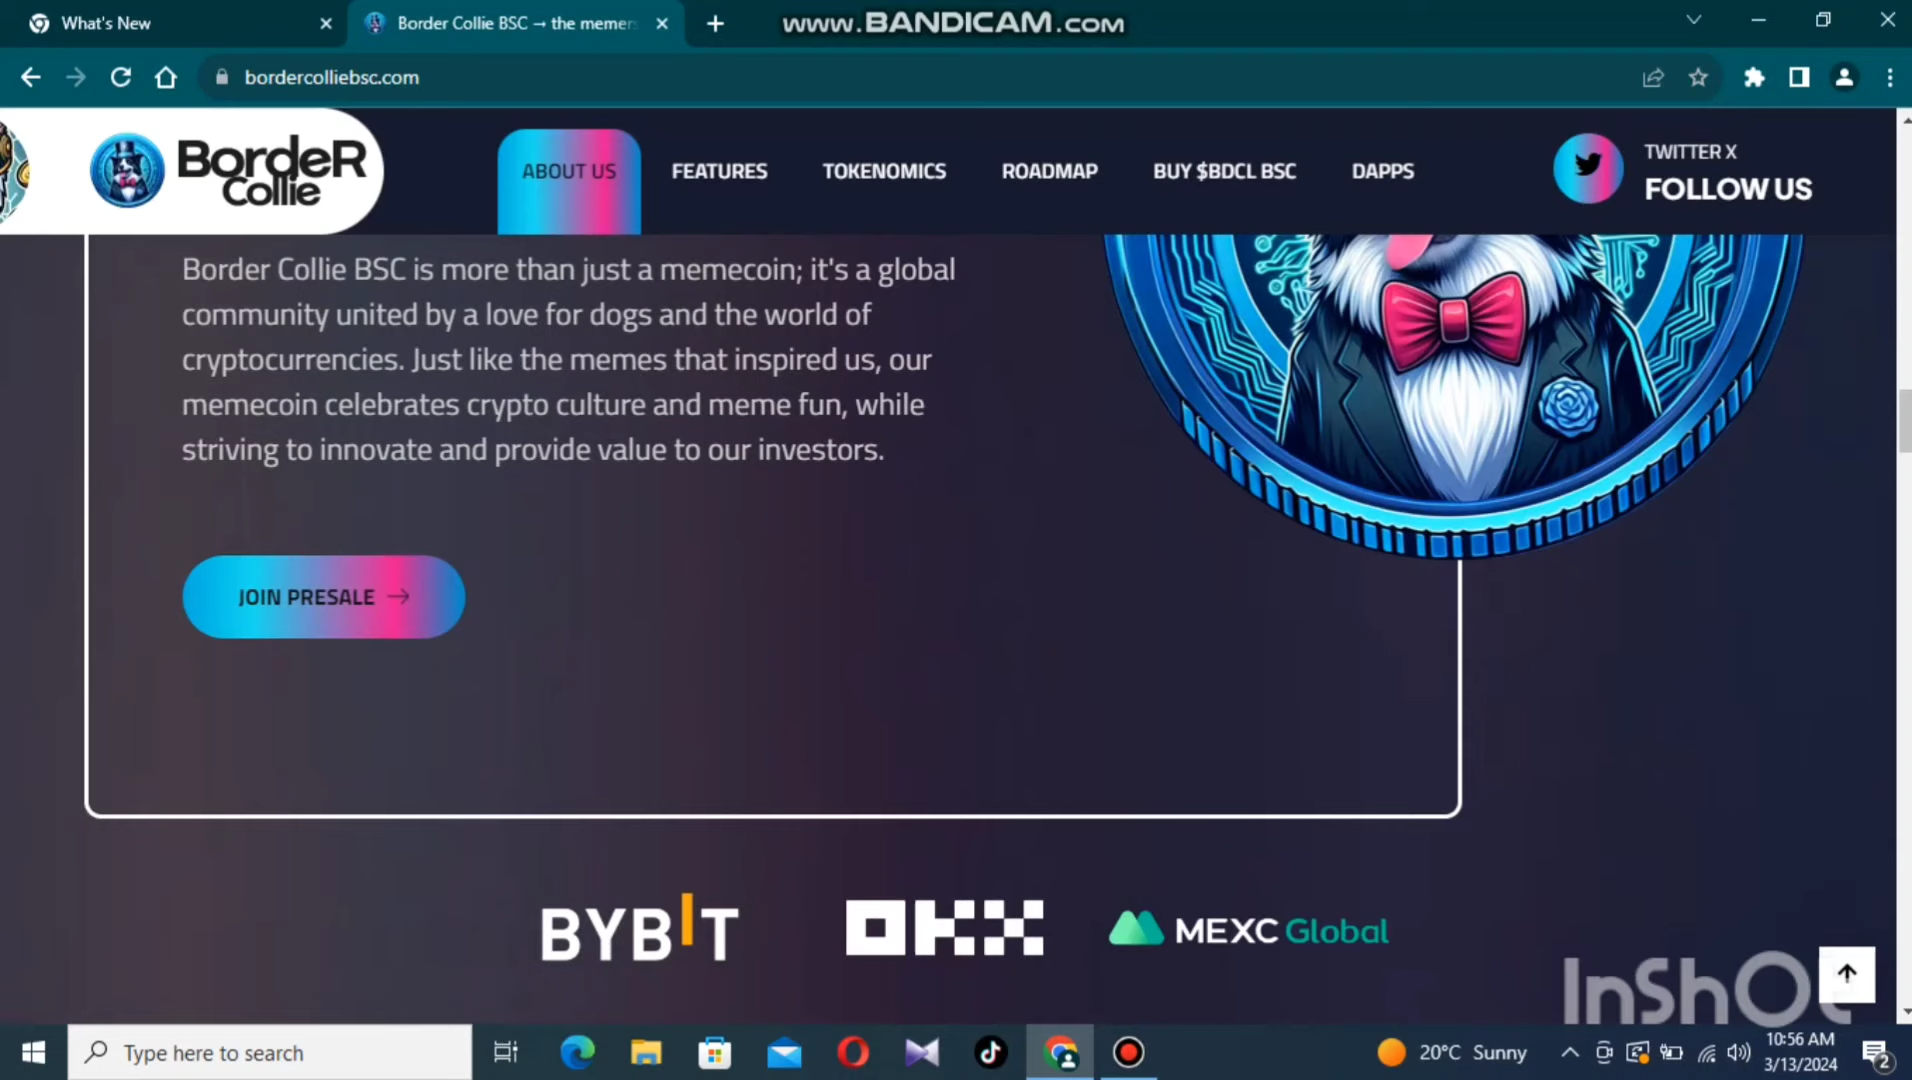 What's New
Border Collie BSC → the memer
www.BANDICAM.com
bordercolliebsc.com
BordeR
Collie
ABOUT US
FEATURES
TOKENOMICS
ROADMAP
BUY $BDCL BSC
DAPPS
TWITTER X
FOLLOW US
Border Collie BSC is more than just a memecoin; it's a global
community united by a love for dogs and the world of
cryptocurrencies. Just like the memes that inspired us, our
memecoin celebrates crypto culture and meme fun, while
striving to innovate and provide value to our investors.
JOIN PRESALE →
BYBIT
OKX
MEXC Global
InShOt
Type here to search
20°C Sunny
10:56 AM
3/13/2024
2